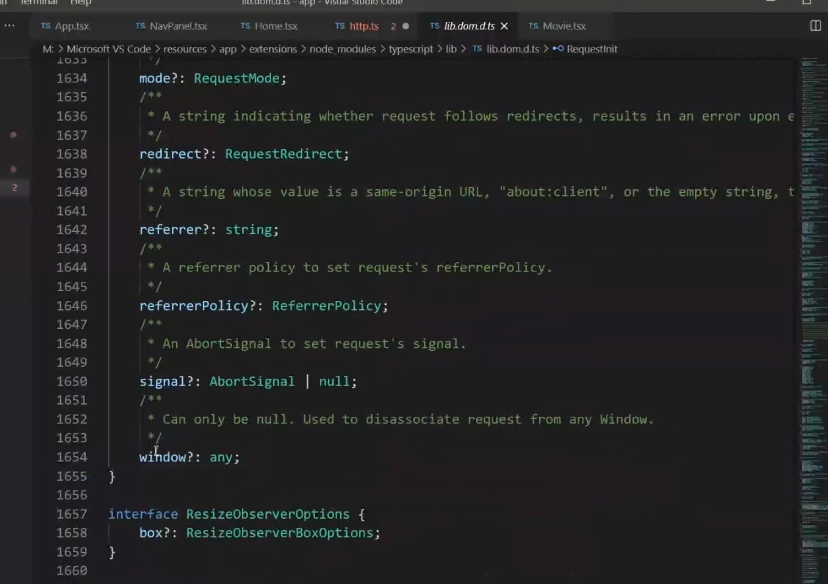 Terminal Help lib.dom.d.ts - app - Visual Studio Code
... TS App.tsx TS NavPanel.tsx TS Home.tsx TS http.ts 2 TS lib.dom.d.ts TS Movie.tsx
M: > Microsoft VS Code > resources > app > extensions > node_modules > typescript > lib > TS lib.dom.d.ts > RequestInit
1633 */
1634 mode?: RequestMode;
1635 /**
1636 * A string indicating whether request follows redirects, results in an error upon e
1637 */
1638 redirect?: RequestRedirect;
1639 /**
2 1640 * A string whose value is a same-origin URL, "about:client", or the empty string, t
1641 */
1642 referrer?: string;
1643 /**
1644 * A referrer policy to set request's referrerPolicy.
1645 */
1646 referrerPolicy?: ReferrerPolicy;
1647 /**
1648 * An AbortSignal to set request's signal.
1649 */
1650 signal?: AbortSignal | null;
1651 /**
1652 * Can only be null. Used to disassociate request from any Window.
1653 */
1654 window?: any;
1655 }
1656
1657 interface ResizeObserverOptions {
1658 box?: ResizeObserverBoxOptions;
1659 }
1660